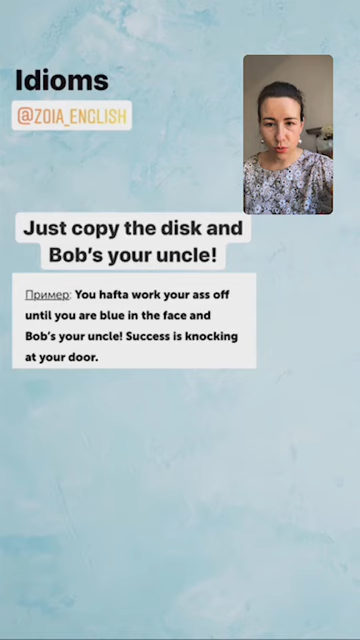 Idioms
@ZOIA_ENGLISH
Just copy the disk and
Bob's your uncle!
Пример: You hafta work your ass off
until you are blue in the face and
Bob's your uncle! Success is knocking
at your door.